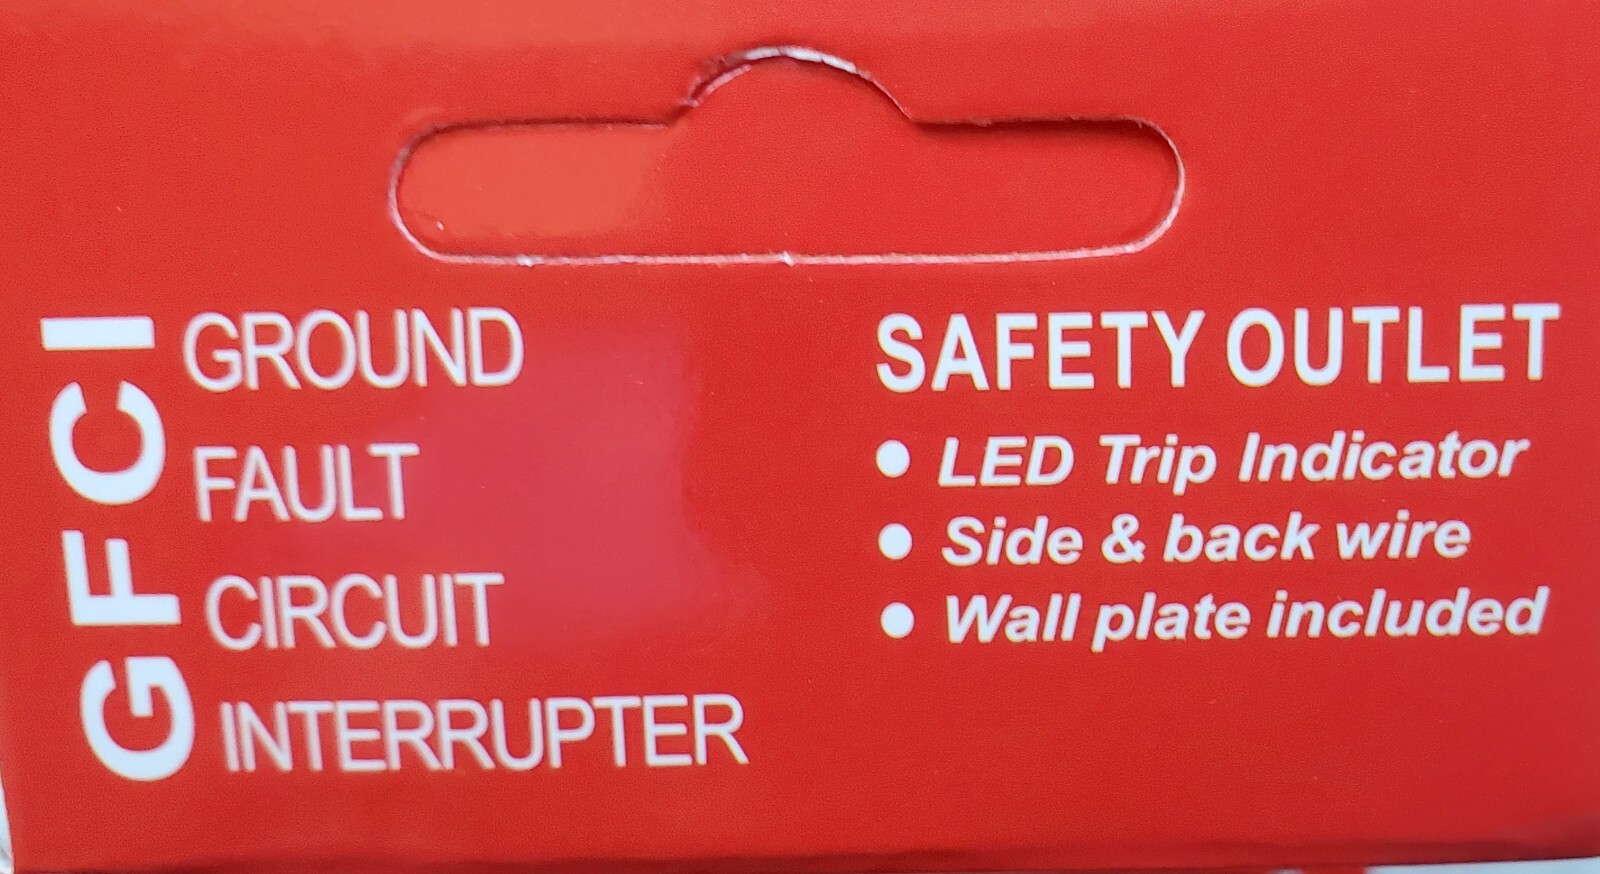 GFCI
GROUND
FAULT
CIRCUIT
INTERRUPTER
SAFETY OUTLET
● LED Trip Indicator
● Side & back wire
● Wall plate included